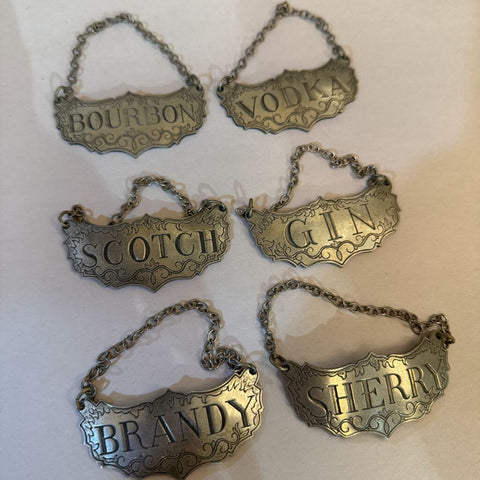 BOURBON
VODKA
SCOTCH
GIN
BRANDY
SHERRY